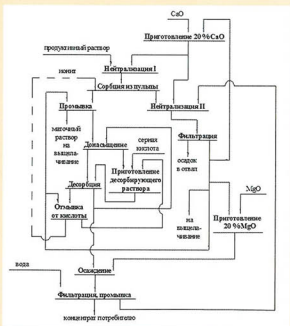 CaO
Приготовление 20%CaO
продуктивный раствор
Нейтрализация I
ионит
Сорбция из пульпы
Промывка
Нейтрализация II
маточный
раствор
на
выщела-
чивание
Фильтрация
Донасыщение
серная
кислота
осадок
в отвал
Приготовление
десорбирующего
раствора
Десорбция
MgO
Отмывка
от кислоты
на
выщела-
чивание
Приготовление
20%MgO
вода
Осаждение
Фильтрация, промывка
концентрат потребителю